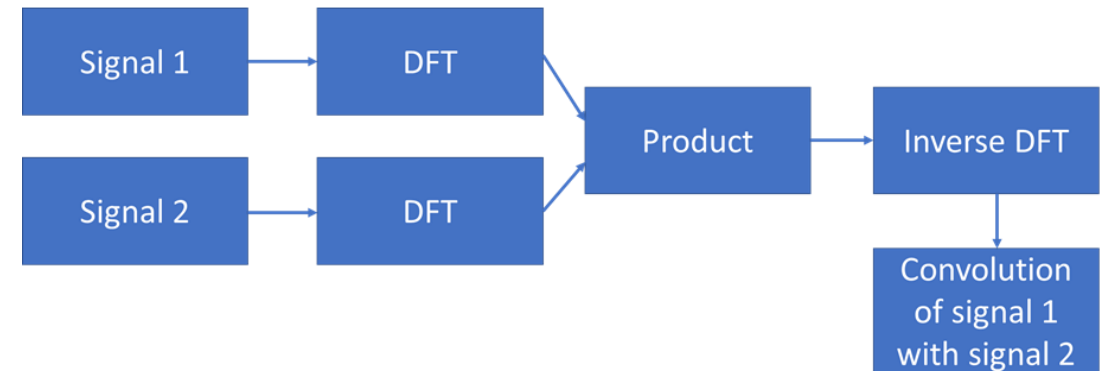 Signal 1
DFT
Signal 2
DFT
Product
Inverse DFT
Convolution
of signal 1
with signal 2